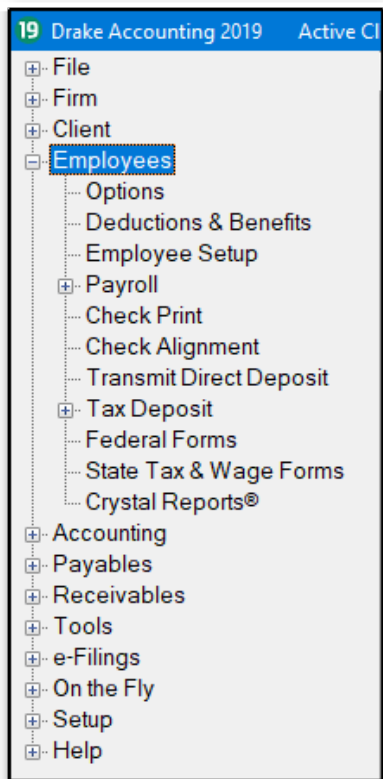 19 Drake Accounting 2019 Active Cl
File
Firm
Client
Employees
Options
Deductions & Benefits
Employee Setup
Payroll
Check Print
Check Alignment
Transmit Direct Deposit
Tax Deposit
Federal Forms
State Tax & Wage Forms
Crystal Reports®
Accounting
Payables
Receivables
Tools
e-Filings
On the Fly
Setup
Help